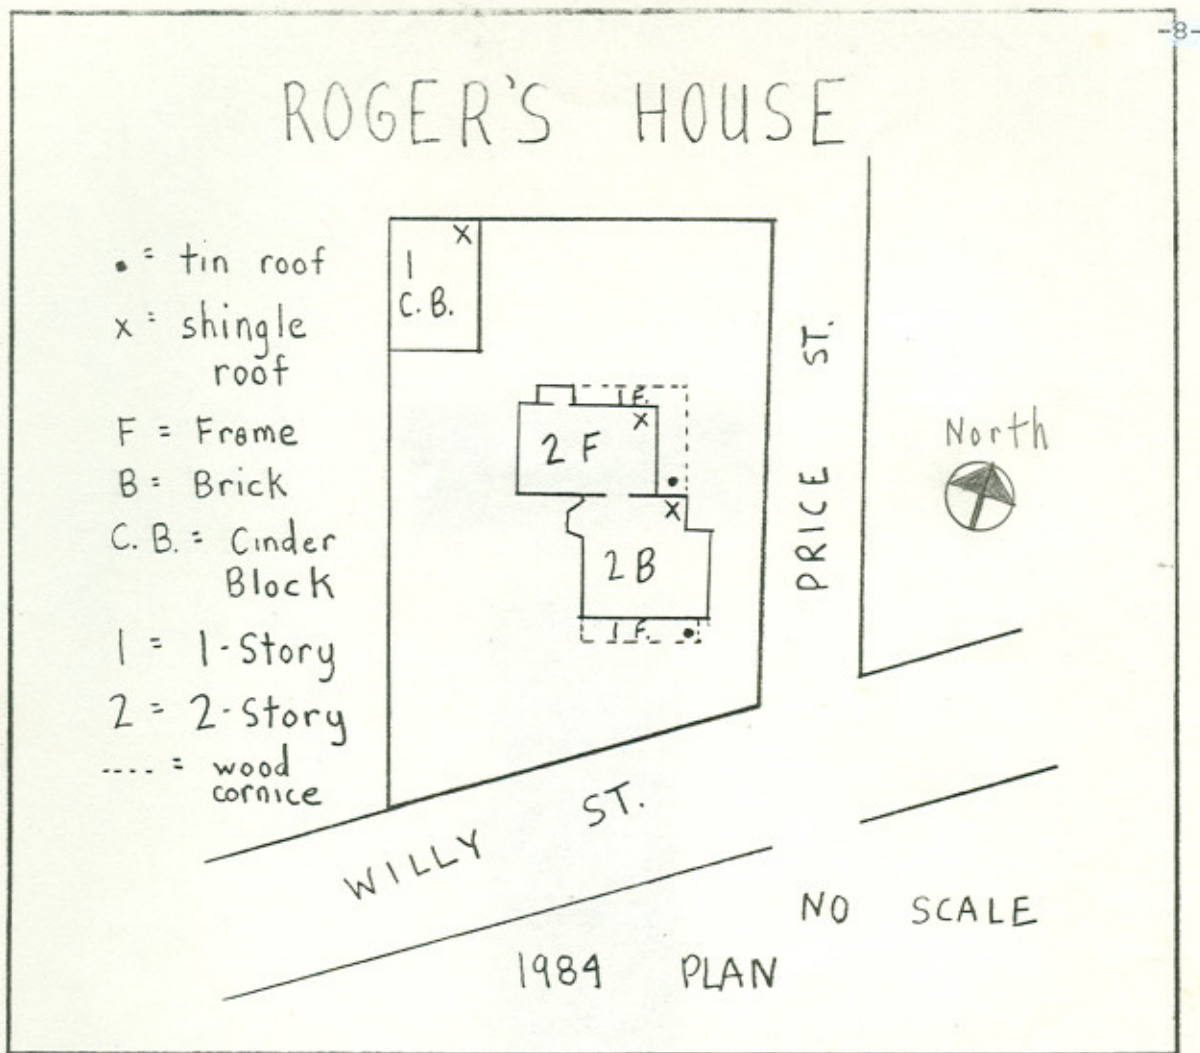 -8-
ROGER'S HOUSE
• = tin roof
x = shingle
roof
F = Frame
B = Brick
C.B. = Cinder
Block
1 = 1-Story
2 = 2-Story
---- = wood
cornice
X
1
C.B.
1 F.
X
2 F
•
X
2 B
1 F. •
PRICE ST.
North
WILLY ST.
NO SCALE
1984 PLAN